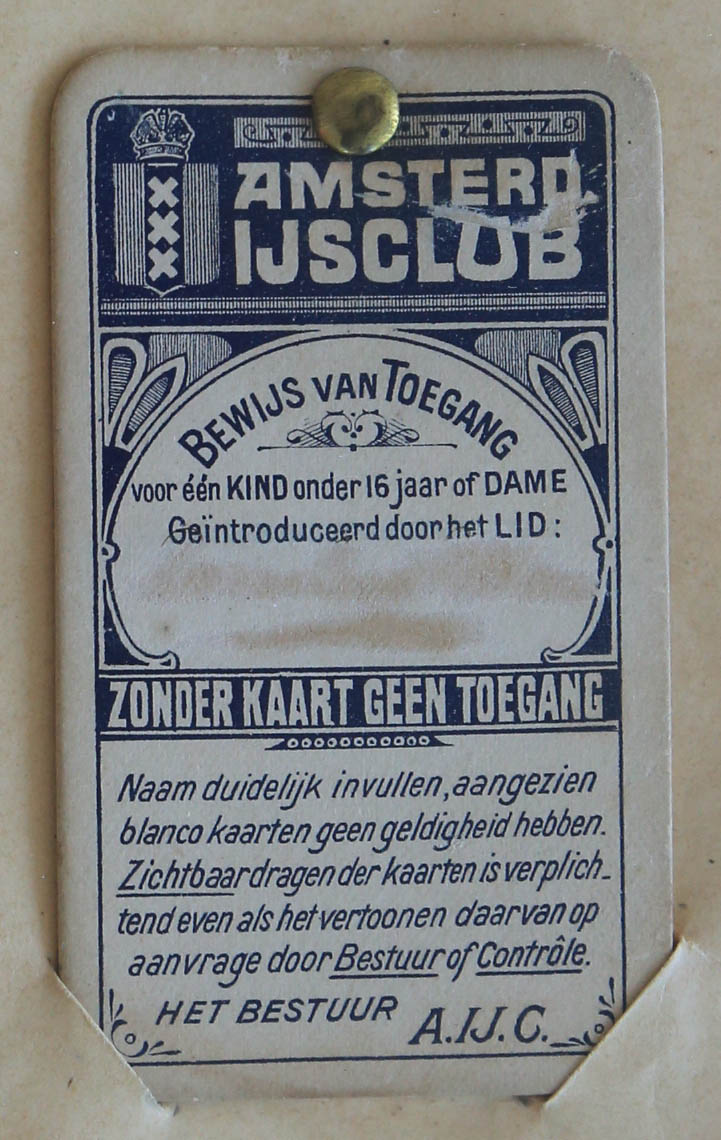 AMSTERD
IJSCLUB
BEWIJS VAN TOEGANG
voor één KIND onder 16 jaar of DAME
Geïntroduceerd door het LID:
ZONDER KAART GEEN TOEGANG
Naam duidelijk invullen, aangezien
blanco kaarten geen geldigheid hebben.
Zichtbaar dragen der kaarten is verplich-
tend even als het vertoonen daarvan op
aanvrage door Bestuur of Contrôle.
HET BESTUUR A.IJ.C.